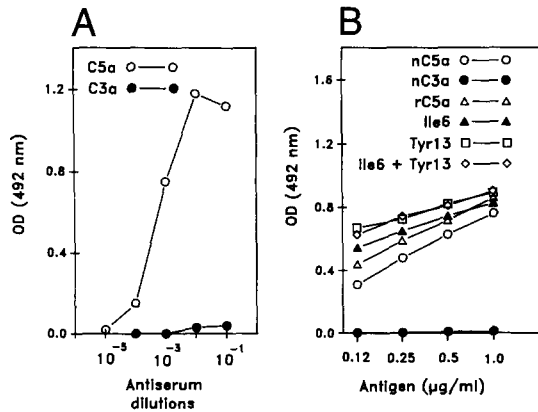 A
B
C5a
C3a
1.2
0.8
0.4
0.0
OD (492 nm)
10⁻⁵
10⁻³
10⁻¹
Antiserum
dilutions
nC5a
nC3a
rC5a
Ile6
Tyr13
Ile6 + Tyr13
1.6
1.2
0.8
0.4
0.0
OD (492 nm)
0.12
0.25
0.5
1.0
Antigen (μg/ml)